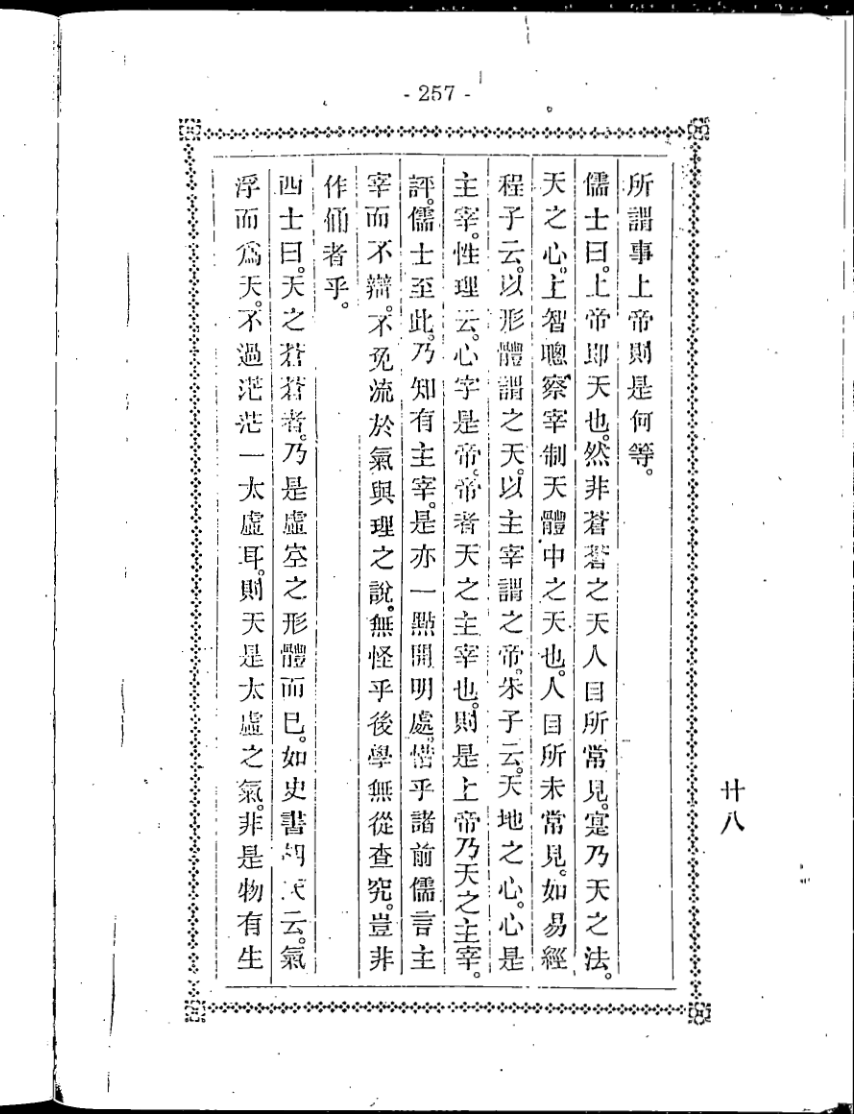 - 257 -
廿八
所謂事上帝則是何等。
儒士曰。上帝即天也。然非蒼蒼之天人目所常見。寔乃天之法。
天之心。上智聰察宰制天體中之天也。人目所未常見。如易經
程子云。以形體謂之天。以主宰謂之帝。朱子云。天地之心。心是
主宰。性理云。心字是帝。帝者天之主宰也。則是上帝乃天之主宰。
評。儒士至此。乃知有主宰。是亦一點開明處。惜乎諸前儒言主
宰而不辯。不免流於氣與理之說。無怪乎後學無從查究。豈非
作俑者乎。
西士曰。天之蒼蒼者。乃是虛空之形體而已。如史書胡氏云。氣
浮而爲天。不過茫茫一太虛耳。則天是太虛之氣。非是物有生